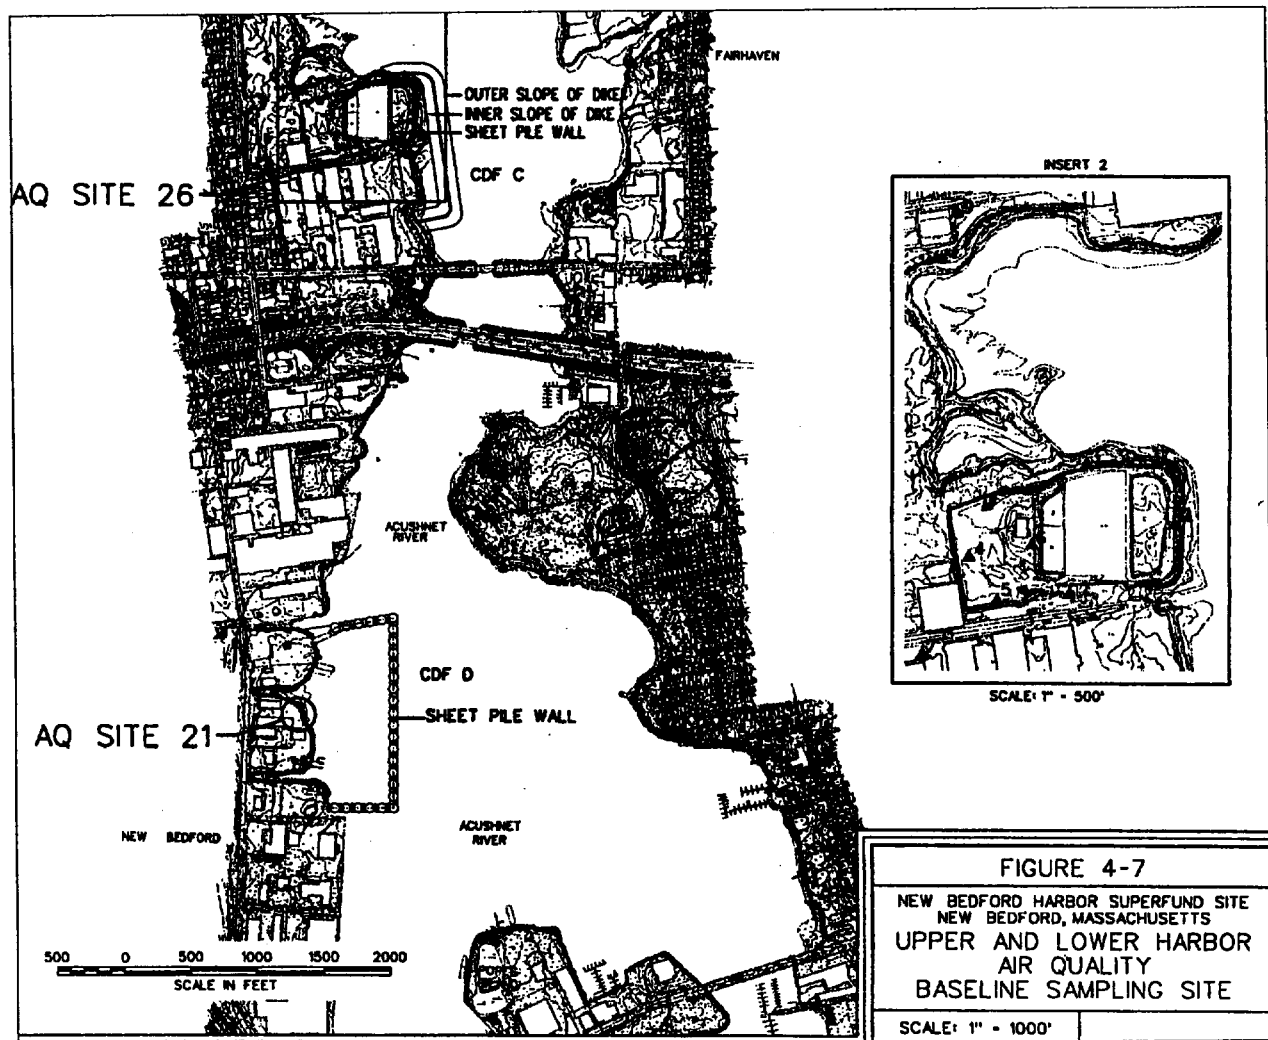 FAIRHAVEN
OUTER SLOPE OF DIKE
INNER SLOPE OF DIKE
SHEET PILE WALL
CDF C
AQ SITE 26
INSERT 2
SCALE: 1" = 500'
ACUSHNET
RIVER
CDF D
SHEET PILE WALL
AQ SITE 21
NEW BEDFORD
ACUSHNET
RIVER
500 0 500 1000 1500 2000
SCALE IN FEET
FIGURE 4-7
NEW BEDFORD HARBOR SUPERFUND SITE
NEW BEDFORD, MASSACHUSETTS
UPPER AND LOWER HARBOR
AIR QUALITY
BASELINE SAMPLING SITE
SCALE: 1" = 1000'